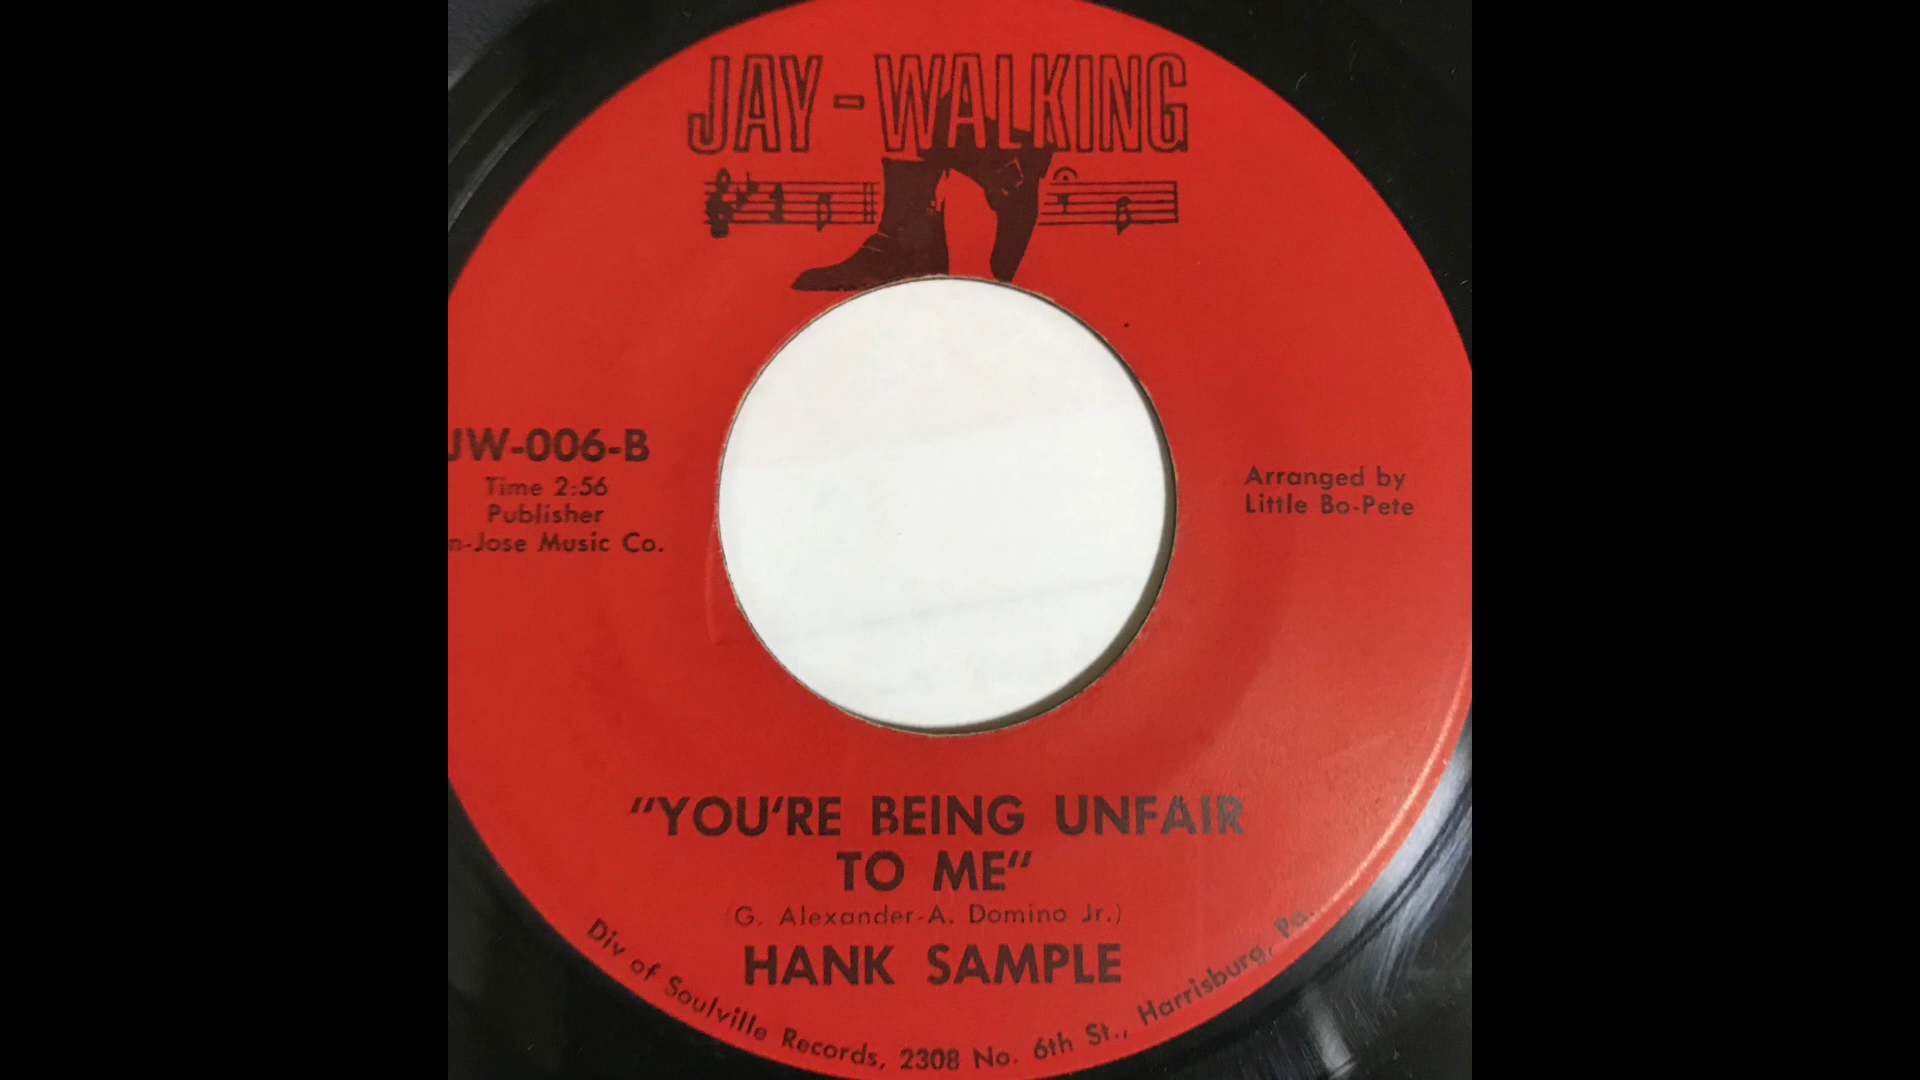 JAY-WALKING
JW-006-B
Time 2:56
Publisher
n-Jose Music Co.
Arranged by
Little Bo-Pete
"YOU'RE BEING UNFAIR
TO ME"
(G. Alexander-A. Domino Jr.)
HANK SAMPLE
Div of Soulville Records, 2308 No. 6th St., Harrisburg, Pa.